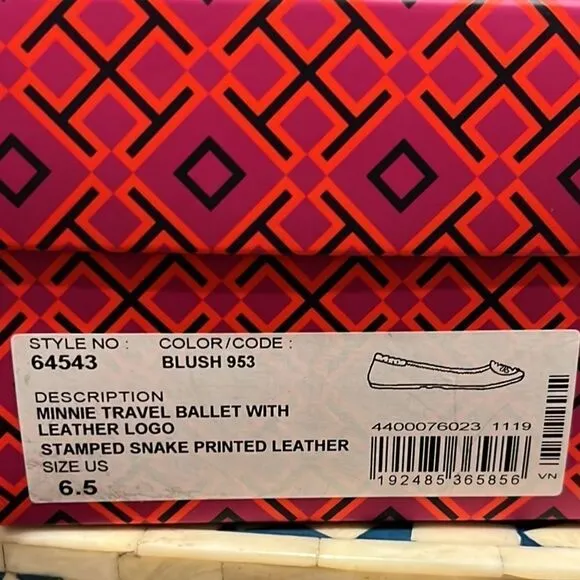 STYLE NO : COLOR/CODE :
64543 BLUSH 953
DESCRIPTION
MINNIE TRAVEL BALLET WITH
LEATHER LOGO
STAMPED SNAKE PRINTED LEATHER
SIZE US
6.5
4400076023 1119
192485 365856
VN